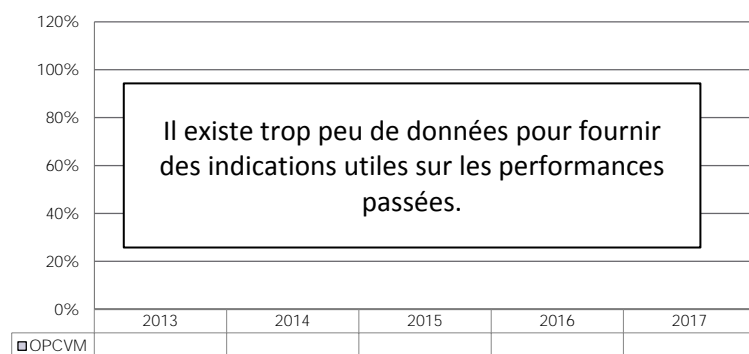 120%
100%
80%
60%
40%
20%
0%
Il existe trop peu de données pour fournir
des indications utiles sur les performances
passées.
2013 2014 2015 2016 2017
OPCVM